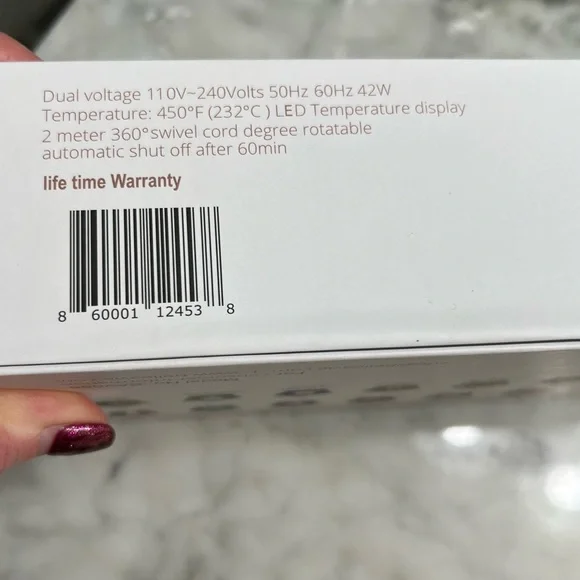 Dual voltage 110V~240Volts 50Hz 60Hz 42W
Temperature: 450°F (232°C ) LED Temperature display
2 meter 360°swivel cord degree rotatable
automatic shut off after 60min
life time Warranty
8 60001 12453 8